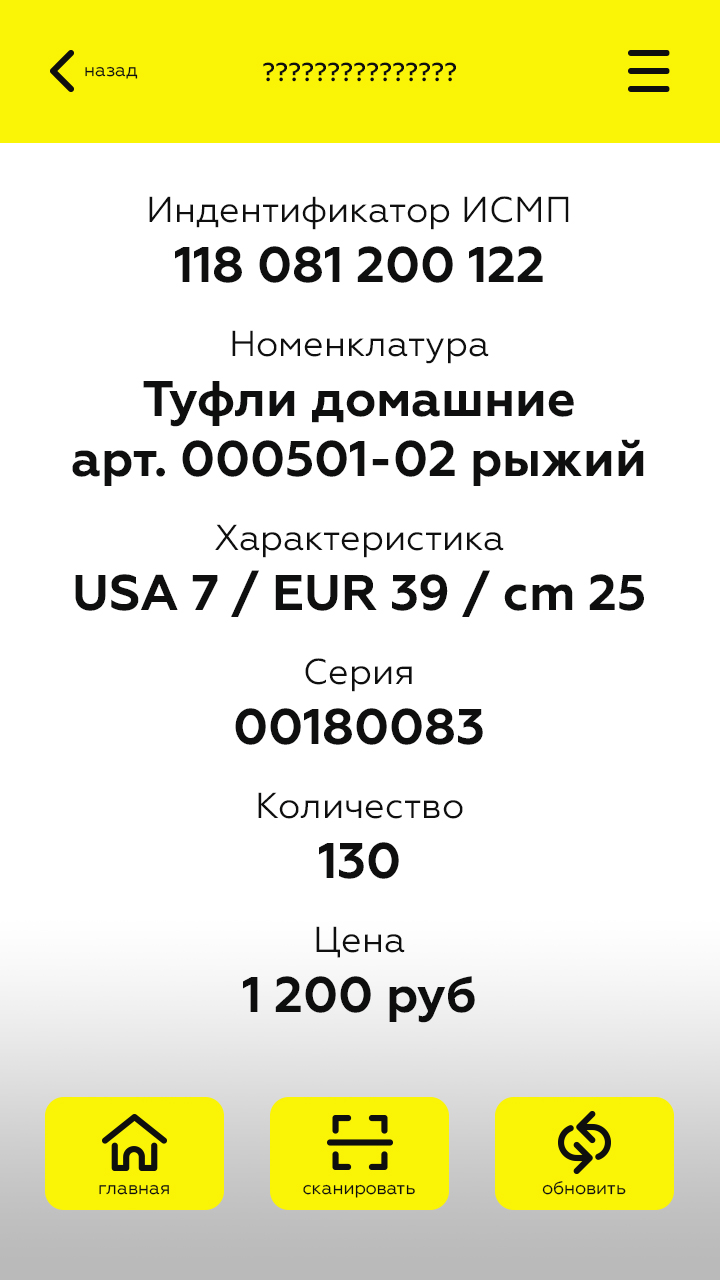 назад
???????????????
Индентификатор ИСМП
118 081 200 122
Номенклатура
Туфли домашние
арт. 000501-02 рыжий
Характеристика
USA 7 / EUR 39 / cm 25
Серия
00180083
Количество
130
Цена
1 200 руб
главная
сканировать
обновить